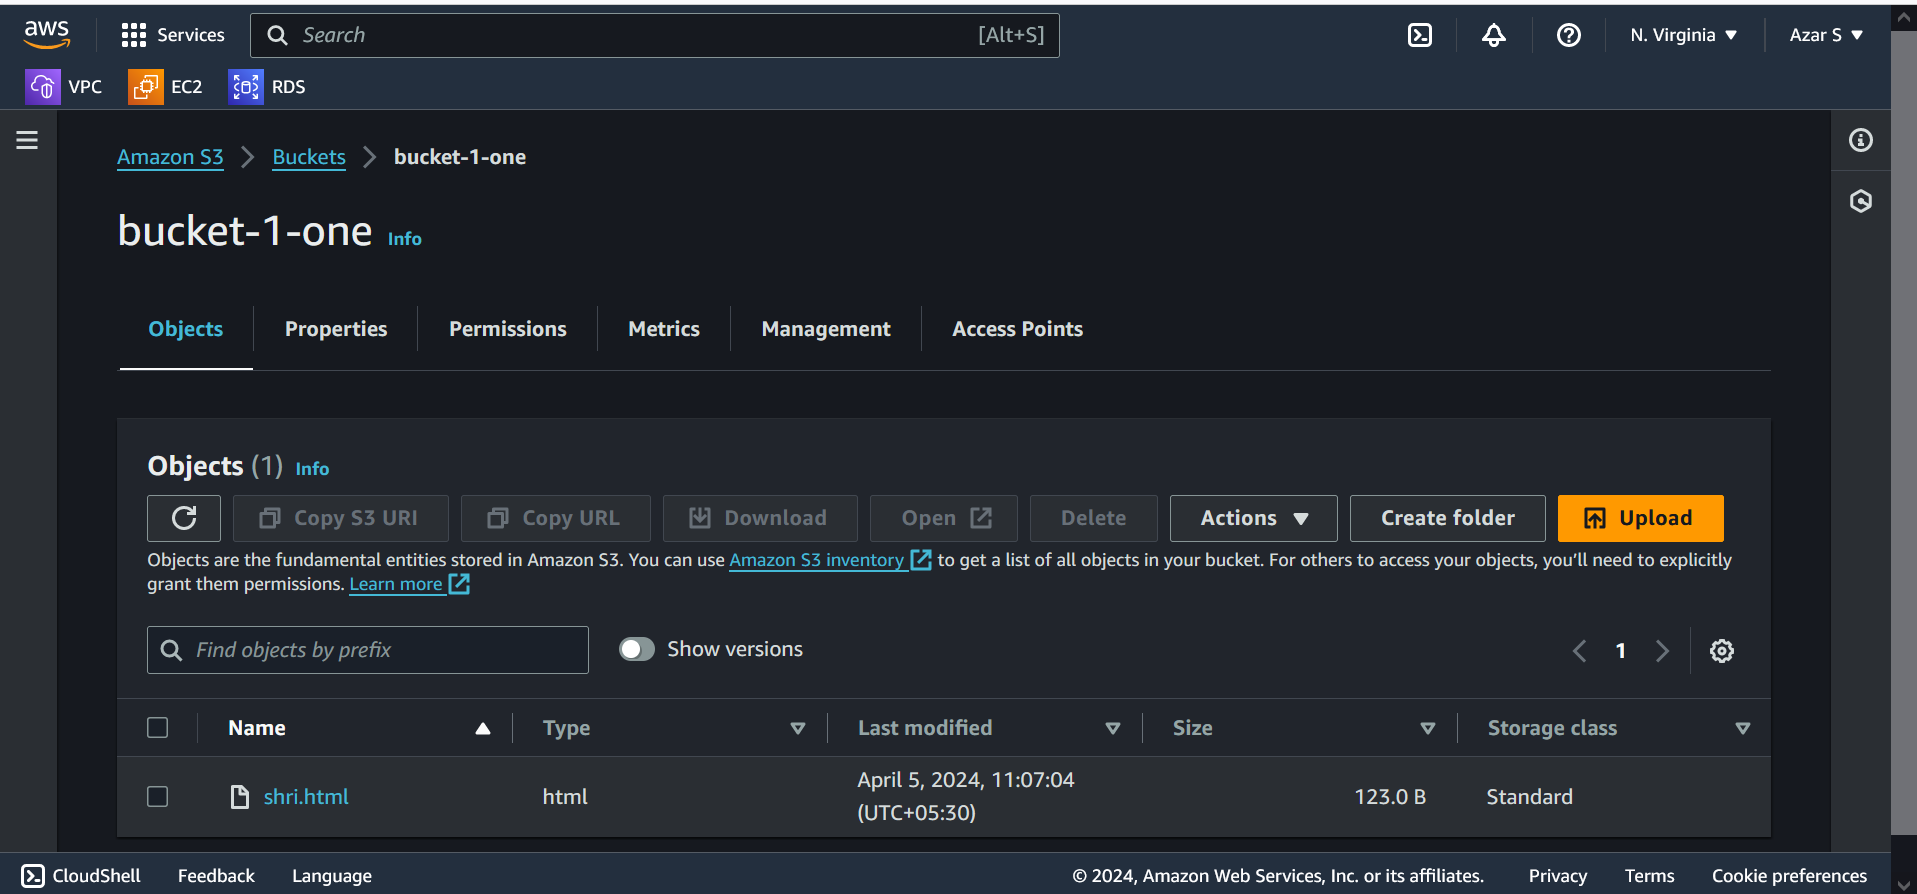 aws
Services
Search [Alt+S]
N. Virginia
Azar S
VPC EC2 RDS
Amazon S3 Buckets bucket-1-one
bucket-1-one Info
Objects Properties Permissions Metrics Management Access Points
Objects (1) Info
Copy S3 URI Copy URL Download Open Delete Actions Create folder Upload
Objects are the fundamental entities stored in Amazon S3. You can use Amazon S3 inventory to get a list of all objects in your bucket. For others to access your objects, you’ll need to explicitly
grant them permissions. Learn more
Find objects by prefix Show versions 1
Name Type Last modified Size Storage class
shri.html html April 5, 2024, 11:07:04
(UTC+05:30) 123.0 B Standard
CloudShell Feedback Language © 2024, Amazon Web Services, Inc. or its affiliates. Privacy Terms Cookie preferences